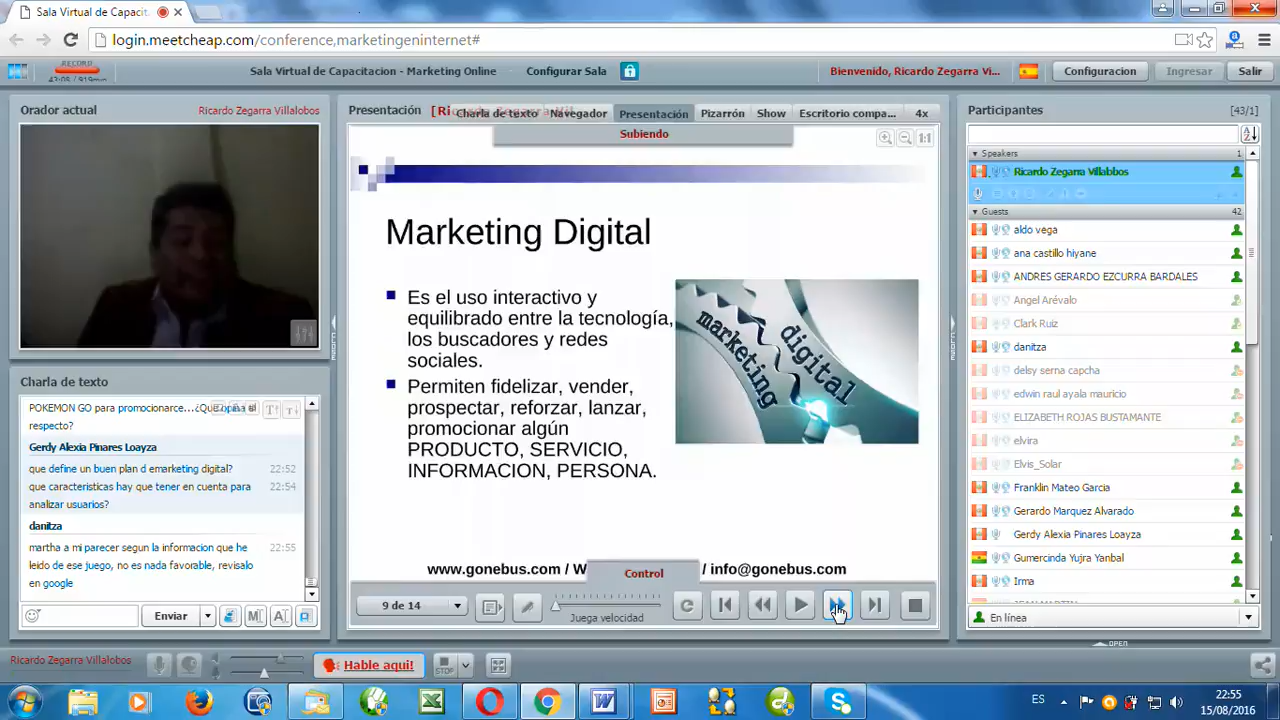 Sala Virtual de Capacitac
login.meetcheap.com/conference,marketingeninternet#
RECORD
43:08 / 919mb
Sala Virtual de Capacitacion - Marketing Online
Configurar Sala
Bienvenido, Ricardo Zegarra Vi...
Configuracion
Ingresar
Salir
Orador actual
Ricardo Zegarra Villalobos
Presentación
Charla de texto
Navegador
Presentación
Pizarrón
Show
Escritorio compa...
4x
Subiendo
1:1
Marketing Digital
Es el uso interactivo y
equilibrado entre la tecnología,
los buscadores y redes
sociales.
Permiten fidelizar, vender,
prospectar, reforzar, lanzar,
promocionar algún
PRODUCTO, SERVICIO,
INFORMACION, PERSONA.
marketing
digital
www.gonebus.com / W
/ info@gonebus.com
Control
9 de 14
Juega velocidad
Charla de texto
POKEMON GO para promocionarce...¿Que opina al
respecto?
Gerdy Alexia Pinares Loayza
que define un buen plan d emarketing digital? 22:52
que caracteristicas hay que tener en cuenta para 22:54
analizar usuarios?
danitza
martha a mi parecer segun la informacion que he 22:55
leido de ese juego, no es nada favorable, revisalo
en google
Enviar
Participantes
[43/1]
Speakers 1
Ricardo Zegarra Villalobos
Guests 42
aldo vega
ana castillo hiyane
ANDRES GERARDO EZCURRA BARDALES
Angel Arévalo
Clark Ruiz
danitza
delsy serna capcha
edwin raul ayala mauricio
ELIZABETH ROJAS BUSTAMANTE
elvira
Elvis_Solar
Franklin Mateo Garcia
Gerardo Marquez Alvarado
Gerdy Alexia Pinares Loayza
Gumercinda Yujra Yanbal
Irma
En línea
OPEN
Ricardo Zegarra Villalobos
Hable aqui!
STOP
ES
22:55
15/08/2016